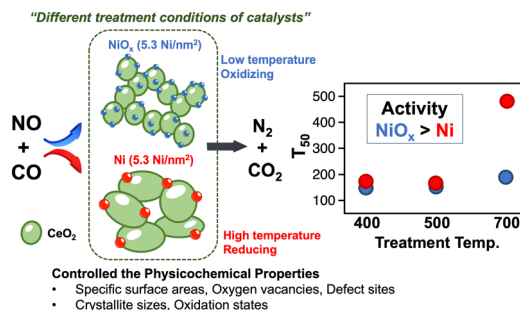 "Different treatment conditions of catalysts"
NiOₓ (5.3 Ni/nm²)
Low temperature
Oxidizing
NO
+
CO
N₂
+
CO₂
Ni (5.3 Ni/nm²)
High temperature
Reducing
CeO₂
500
400
300
200
100
T₅₀
Activity
NiOₓ > Ni
400
500
700
Treatment Temp.
Controlled the Physicochemical Properties
• Specific surface areas, Oxygen vacancies, Defect sites
• Crystallite sizes, Oxidation states